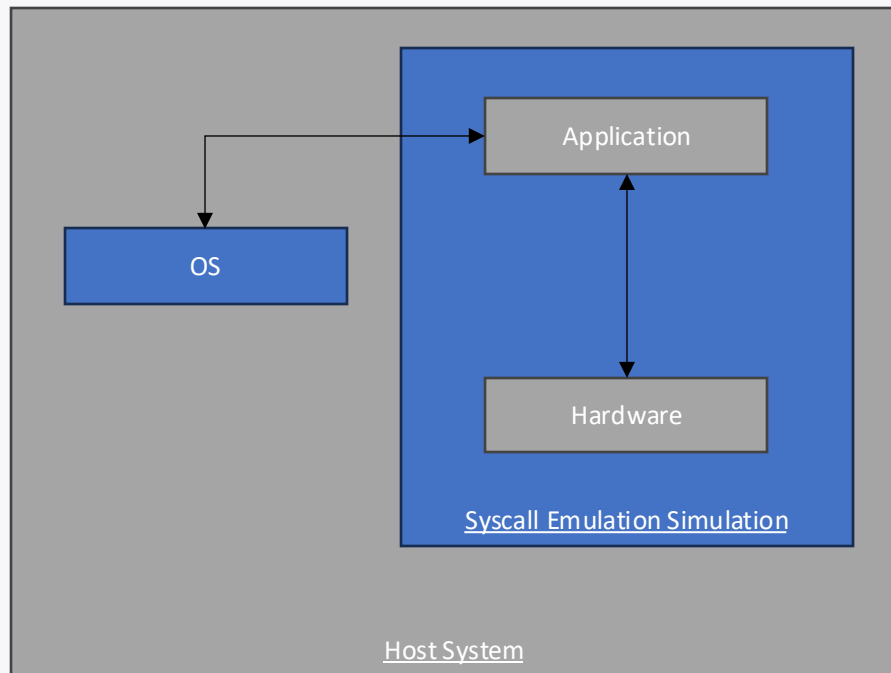 Application
OS
Hardware
Syscall Emulation Simulation
Host System